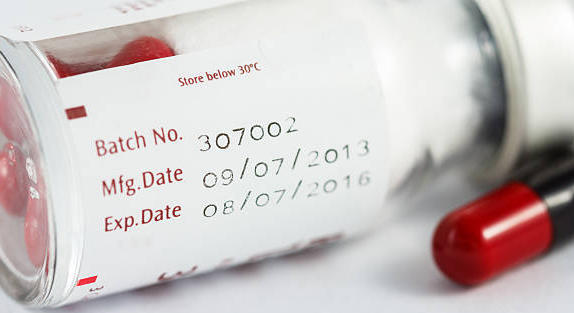 Store below 30°C
Batch No. 307002
Mfg.Date 09/07/2013
Exp.Date 08/07/2016